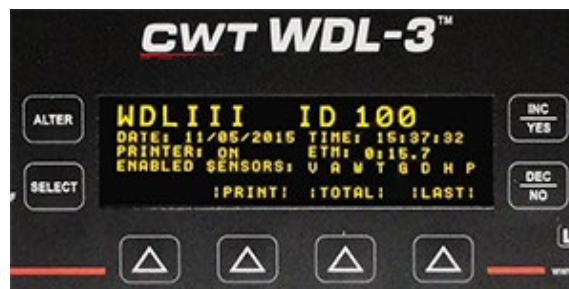 CWT WDL-3™
ALTER
SELECT
WDLIII ID 100
DATE: 11/05/2015 TIME: 15:37:32
PRINTER: ON ETM: 0:15.7
ENABLED SENSORS: V A W T G D H P
:PRINT: :TOTAL: :LAST:
INC
YES
DEC
NO